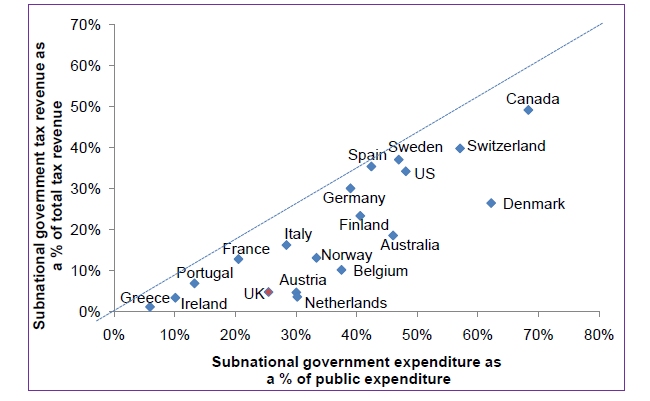 70%
60%
50%
40%
30%
20%
10%
0%
Subnational government tax revenue as
a % of total tax revenue
Canada
Sweden
Switzerland
Spain
US
Germany
Denmark
Finland
Italy
Australia
France
Norway
Portugal
Belgium
Austria
UK
Greece
Ireland
Netherlands
0%
10%
20%
30%
40%
50%
60%
70%
80%
Subnational government expenditure as
a % of public expenditure